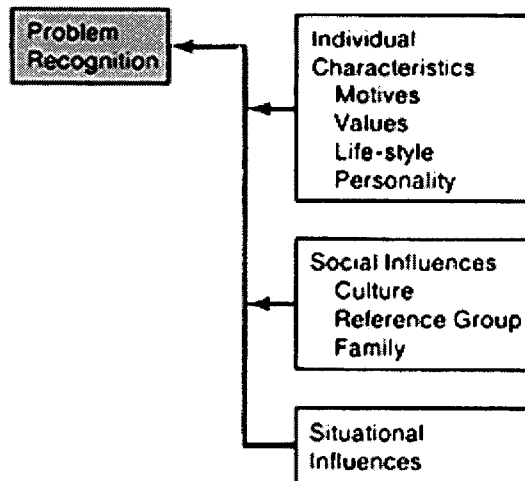 Problem
Recognition
Individual
Characteristics
Motives
Values
Life-style
Personality
Social Influences
Culture
Reference Group
Family
Situational
Influences